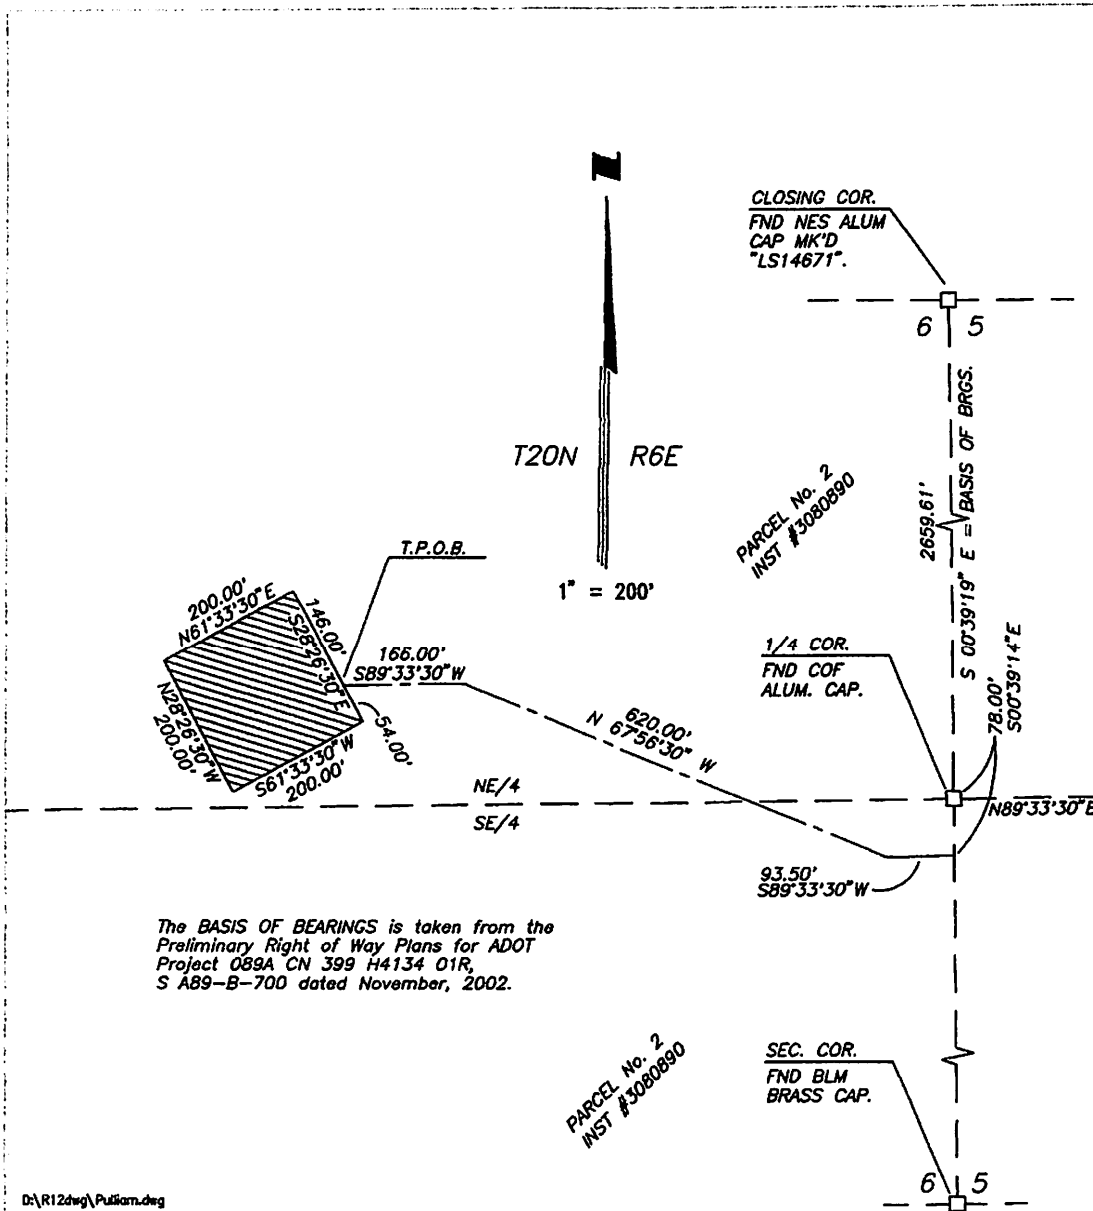 CLOSING COR.
FND NES ALUM
CAP MK'D
"LS14671".
6 5
S 00°39'19" E = BASIS OF BRGS.
2659.61'
T20N R6E
1" = 200'
PARCEL No. 2
INST #3080890
T.P.O.B.
200.00'
N61°33'30"E
146.00'
S28°26'30"E
166.00'
S89°33'30"W
54.00'
N28°26'30"W
200.00'
S61°33'30"W
200.00'
620.00'
N 67°56'30" W
1/4 COR.
FND COF
ALUM. CAP.
78.00'
S00°39'14"E
NE/4
SE/4
N89°33'30"E
93.50'
S89°33'30"W
The BASIS OF BEARINGS is taken from the
Preliminary Right of Way Plans for ADOT
Project 089A CN 399 H4134 01R,
S A89-B-700 dated November, 2002.
PARCEL No. 2
INST #3080890
SEC. COR.
FND BLM
BRASS CAP.
6 5
D:\R12dwg\Pulliam.dwg